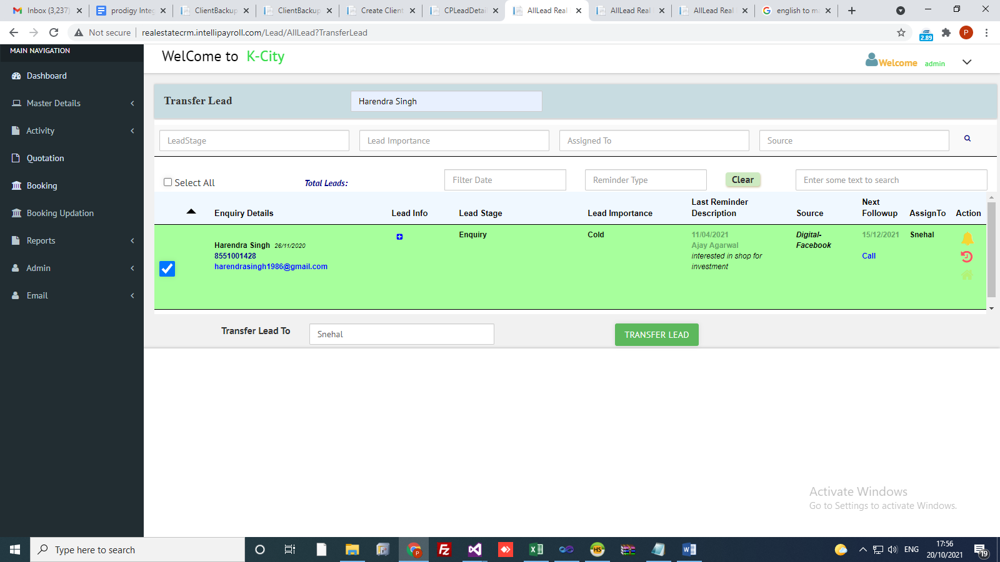 Inbox (3,237)
prodigy Integ
ClientBackup
ClientBackup
Create Client
CPLeadDetail
AllLead Real
AllLead Real
AllLead Real
english to ma
Not secure
realestatecrm.intellipayroll.com/Lead/AllLead?TransferLead
2.89
P
MAIN NAVIGATION
WelCome to K-City
Welcome admin
Dashboard
Master Details
Activity
Quotation
Booking
Booking Updation
Reports
Admin
Email
Transfer Lead
Harendra Singh
LeadStage
Lead Importance
Assigned To
Source
Select All
Total Leads:
Filter Date
Reminder Type
Clear
Enter some text to search
Enquiry Details
Lead Info
Lead Stage
Lead Importance
Last Reminder
Description
Source
Next
Followup
AssignTo
Action
Harendra Singh 26/11/2020
8551001428
harendrasingh1986@gmail.com
Enquiry
Cold
11/04/2021
Ajay Agarwal
interested in shop for
investment
Digital-
Facebook
15/12/2021
Call
Snehal
Transfer Lead To
Snehal
TRANSFER LEAD
Activate Windows
Go to Settings to activate Windows.
Type here to search
P
HS
ENG
17:56
20/10/2021
19